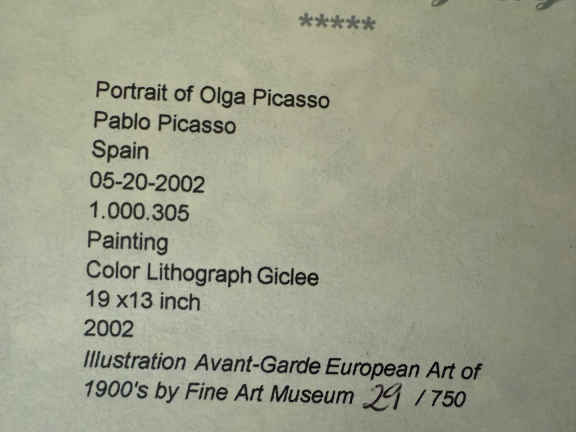 *****
Portrait of Olga Picasso
Pablo Picasso
Spain
05-20-2002
1.000.305
Painting
Color Lithograph Giclee
19 x13 inch
2002
Illustration Avant-Garde European Art of
1900's by Fine Art Museum 29 / 750